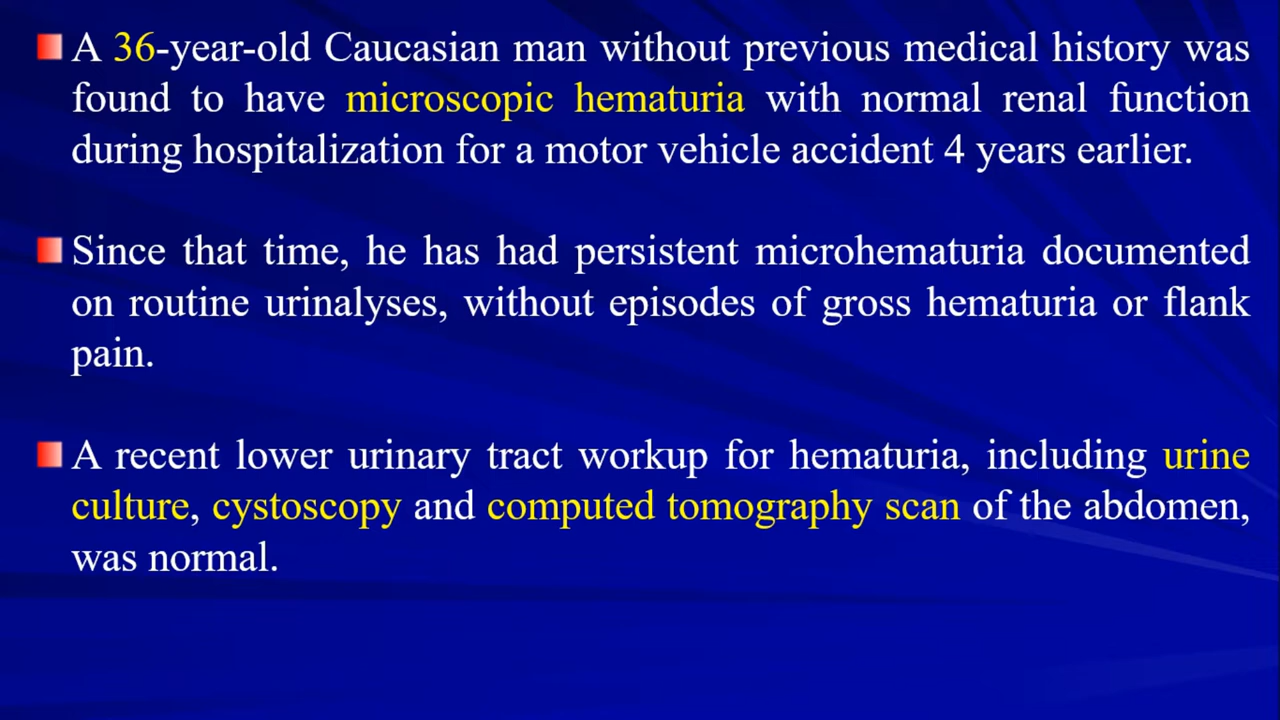 A 36-year-old Caucasian man without previous medical history was
found to have microscopic hematuria with normal renal function
during hospitalization for a motor vehicle accident 4 years earlier.
Since that time, he has had persistent microhematuria documented
on routine urinalyses, without episodes of gross hematuria or flank
pain.
A recent lower urinary tract workup for hematuria, including urine
culture, cystoscopy and computed tomography scan of the abdomen,
was normal.